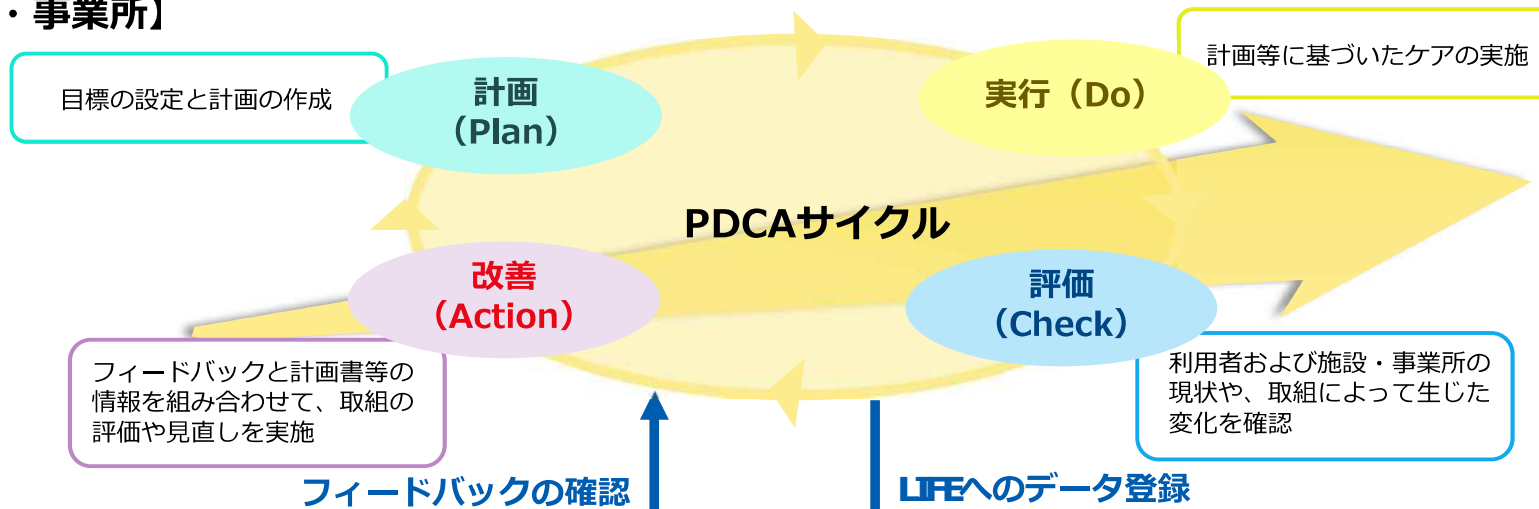 ・事業所】
目標の設定と計画の作成
計画
（Plan）
実行（Do）
計画等に基づいたケアの実施
PDCAサイクル
改善
（Action）
評価
（Check）
フィードバックと計画書等の
情報を組み合わせて、取組の
評価や見直しを実施
利用者および施設・事業所の
現状や、取組によって生じた
変化を確認
フィードバックの確認
LIFEへのデータ登録